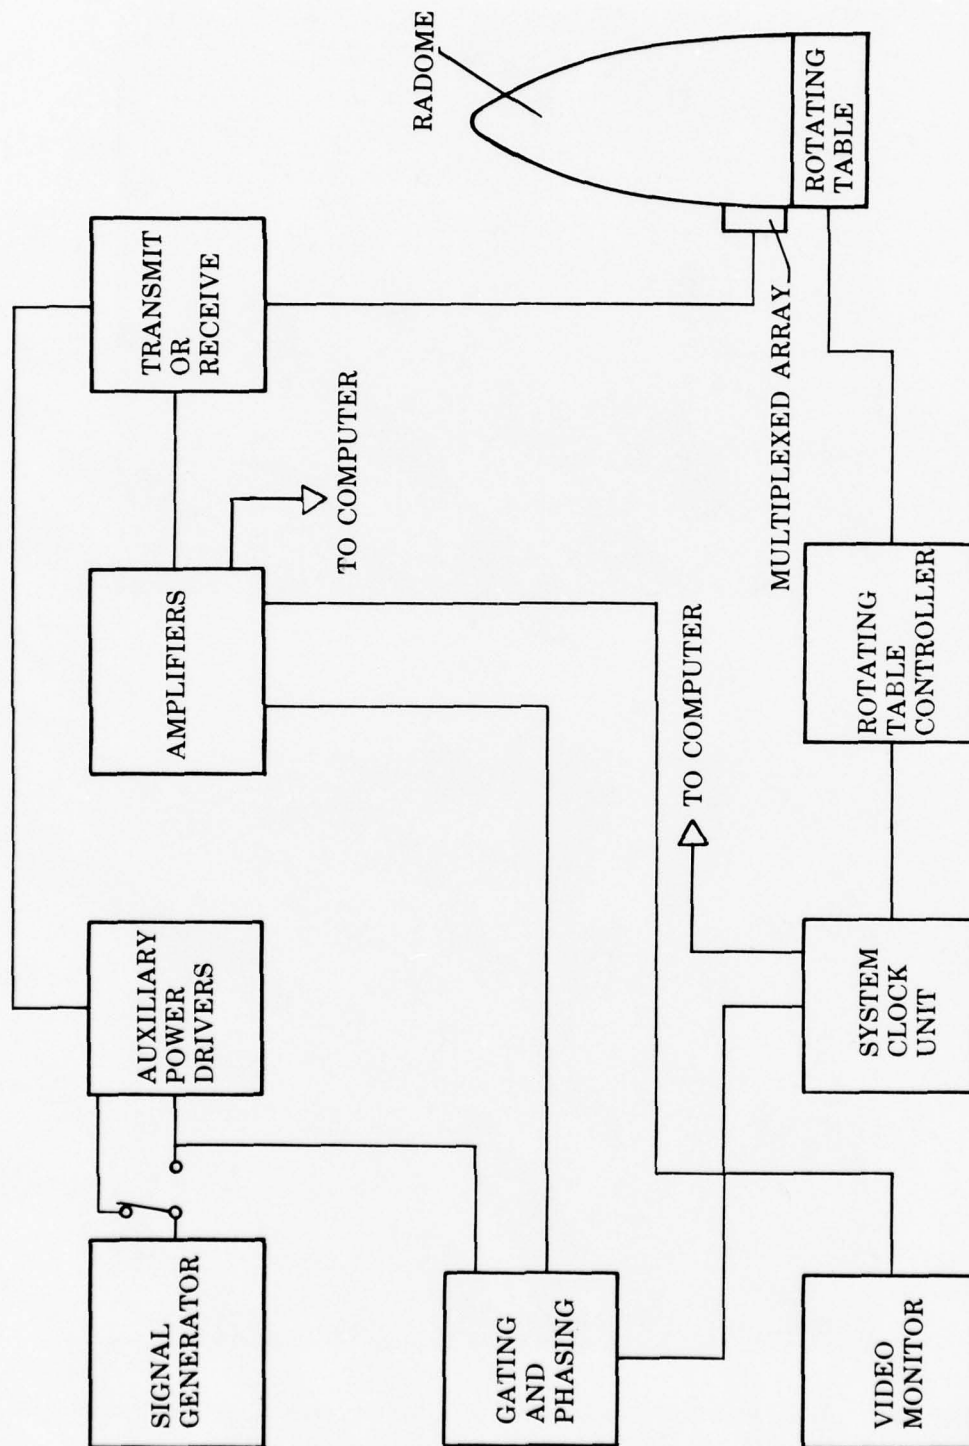 SIGNAL
GENERATOR
AUXILIARY
POWER
DRIVERS
AMPLIFIERS
TRANSMIT
OR
RECEIVE
TO COMPUTER
RADOME
GATING
AND
PHASING
TO COMPUTER
MULTIPLEXED ARRAY
ROTATING
TABLE
VIDEO
MONITOR
SYSTEM
CLOCK
UNIT
ROTATING
TABLE
CONTROLLER